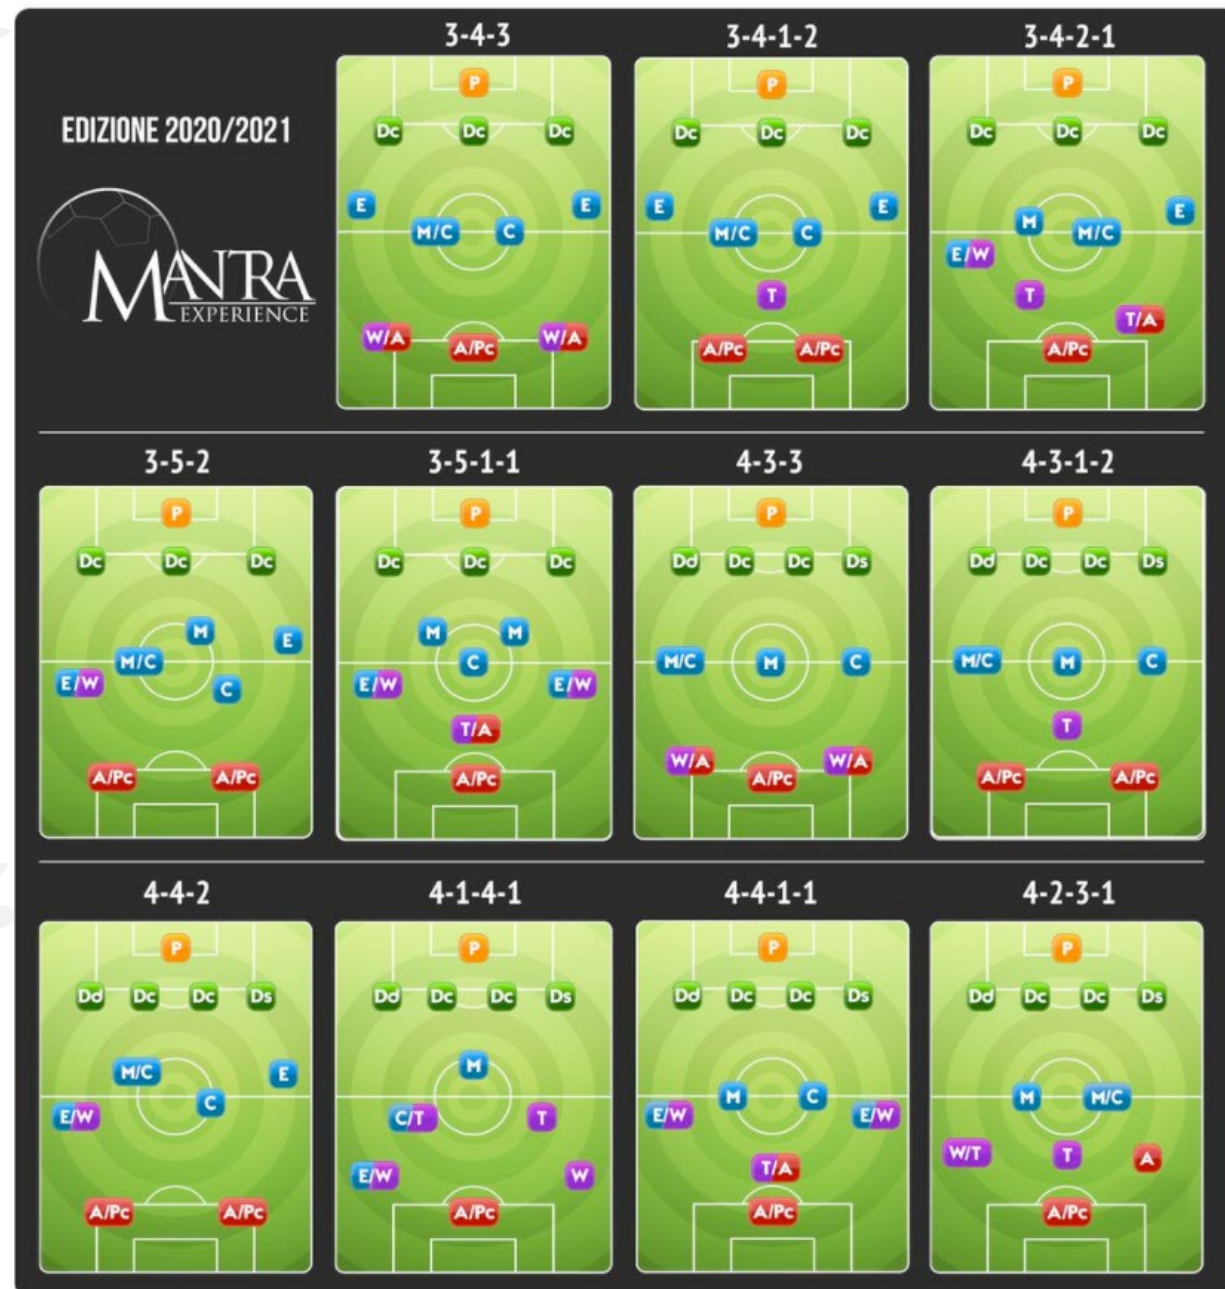 EDIZIONE 2020/2021
MANTRA
EXPERIENCE
3-4-3
P
Dc Dc Dc
E E
M/C C
W/A W/A
A/Pc
3-4-1-2
P
Dc Dc Dc
E E
M/C C
T
A/Pc A/Pc
3-4-2-1
P
Dc Dc Dc
E
M M/C
E/W
T
T/A
A/Pc
3-5-2
P
Dc Dc Dc
M
E
M/C
E/W C
A/Pc A/Pc
3-5-1-1
P
Dc Dc Dc
M M
C
E/W E/W
T/A
A/Pc
4-3-3
P
Dd Dc Dc Ds
M/C M C
W/A W/A
A/Pc
4-3-1-2
P
Dd Dc Dc Ds
M/C M C
T
A/Pc A/Pc
4-4-2
P
Dd Dc Dc Ds
M/C E
C
E/W
A/Pc A/Pc
4-1-4-1
P
Dd Dc Dc Ds
M
C/T T
E/W W
A/Pc
4-4-1-1
P
Dd Dc Dc Ds
M C
E/W E/W
T/A
A/Pc
4-2-3-1
P
Dd Dc Dc Ds
M M/C
W/T T A
A/Pc